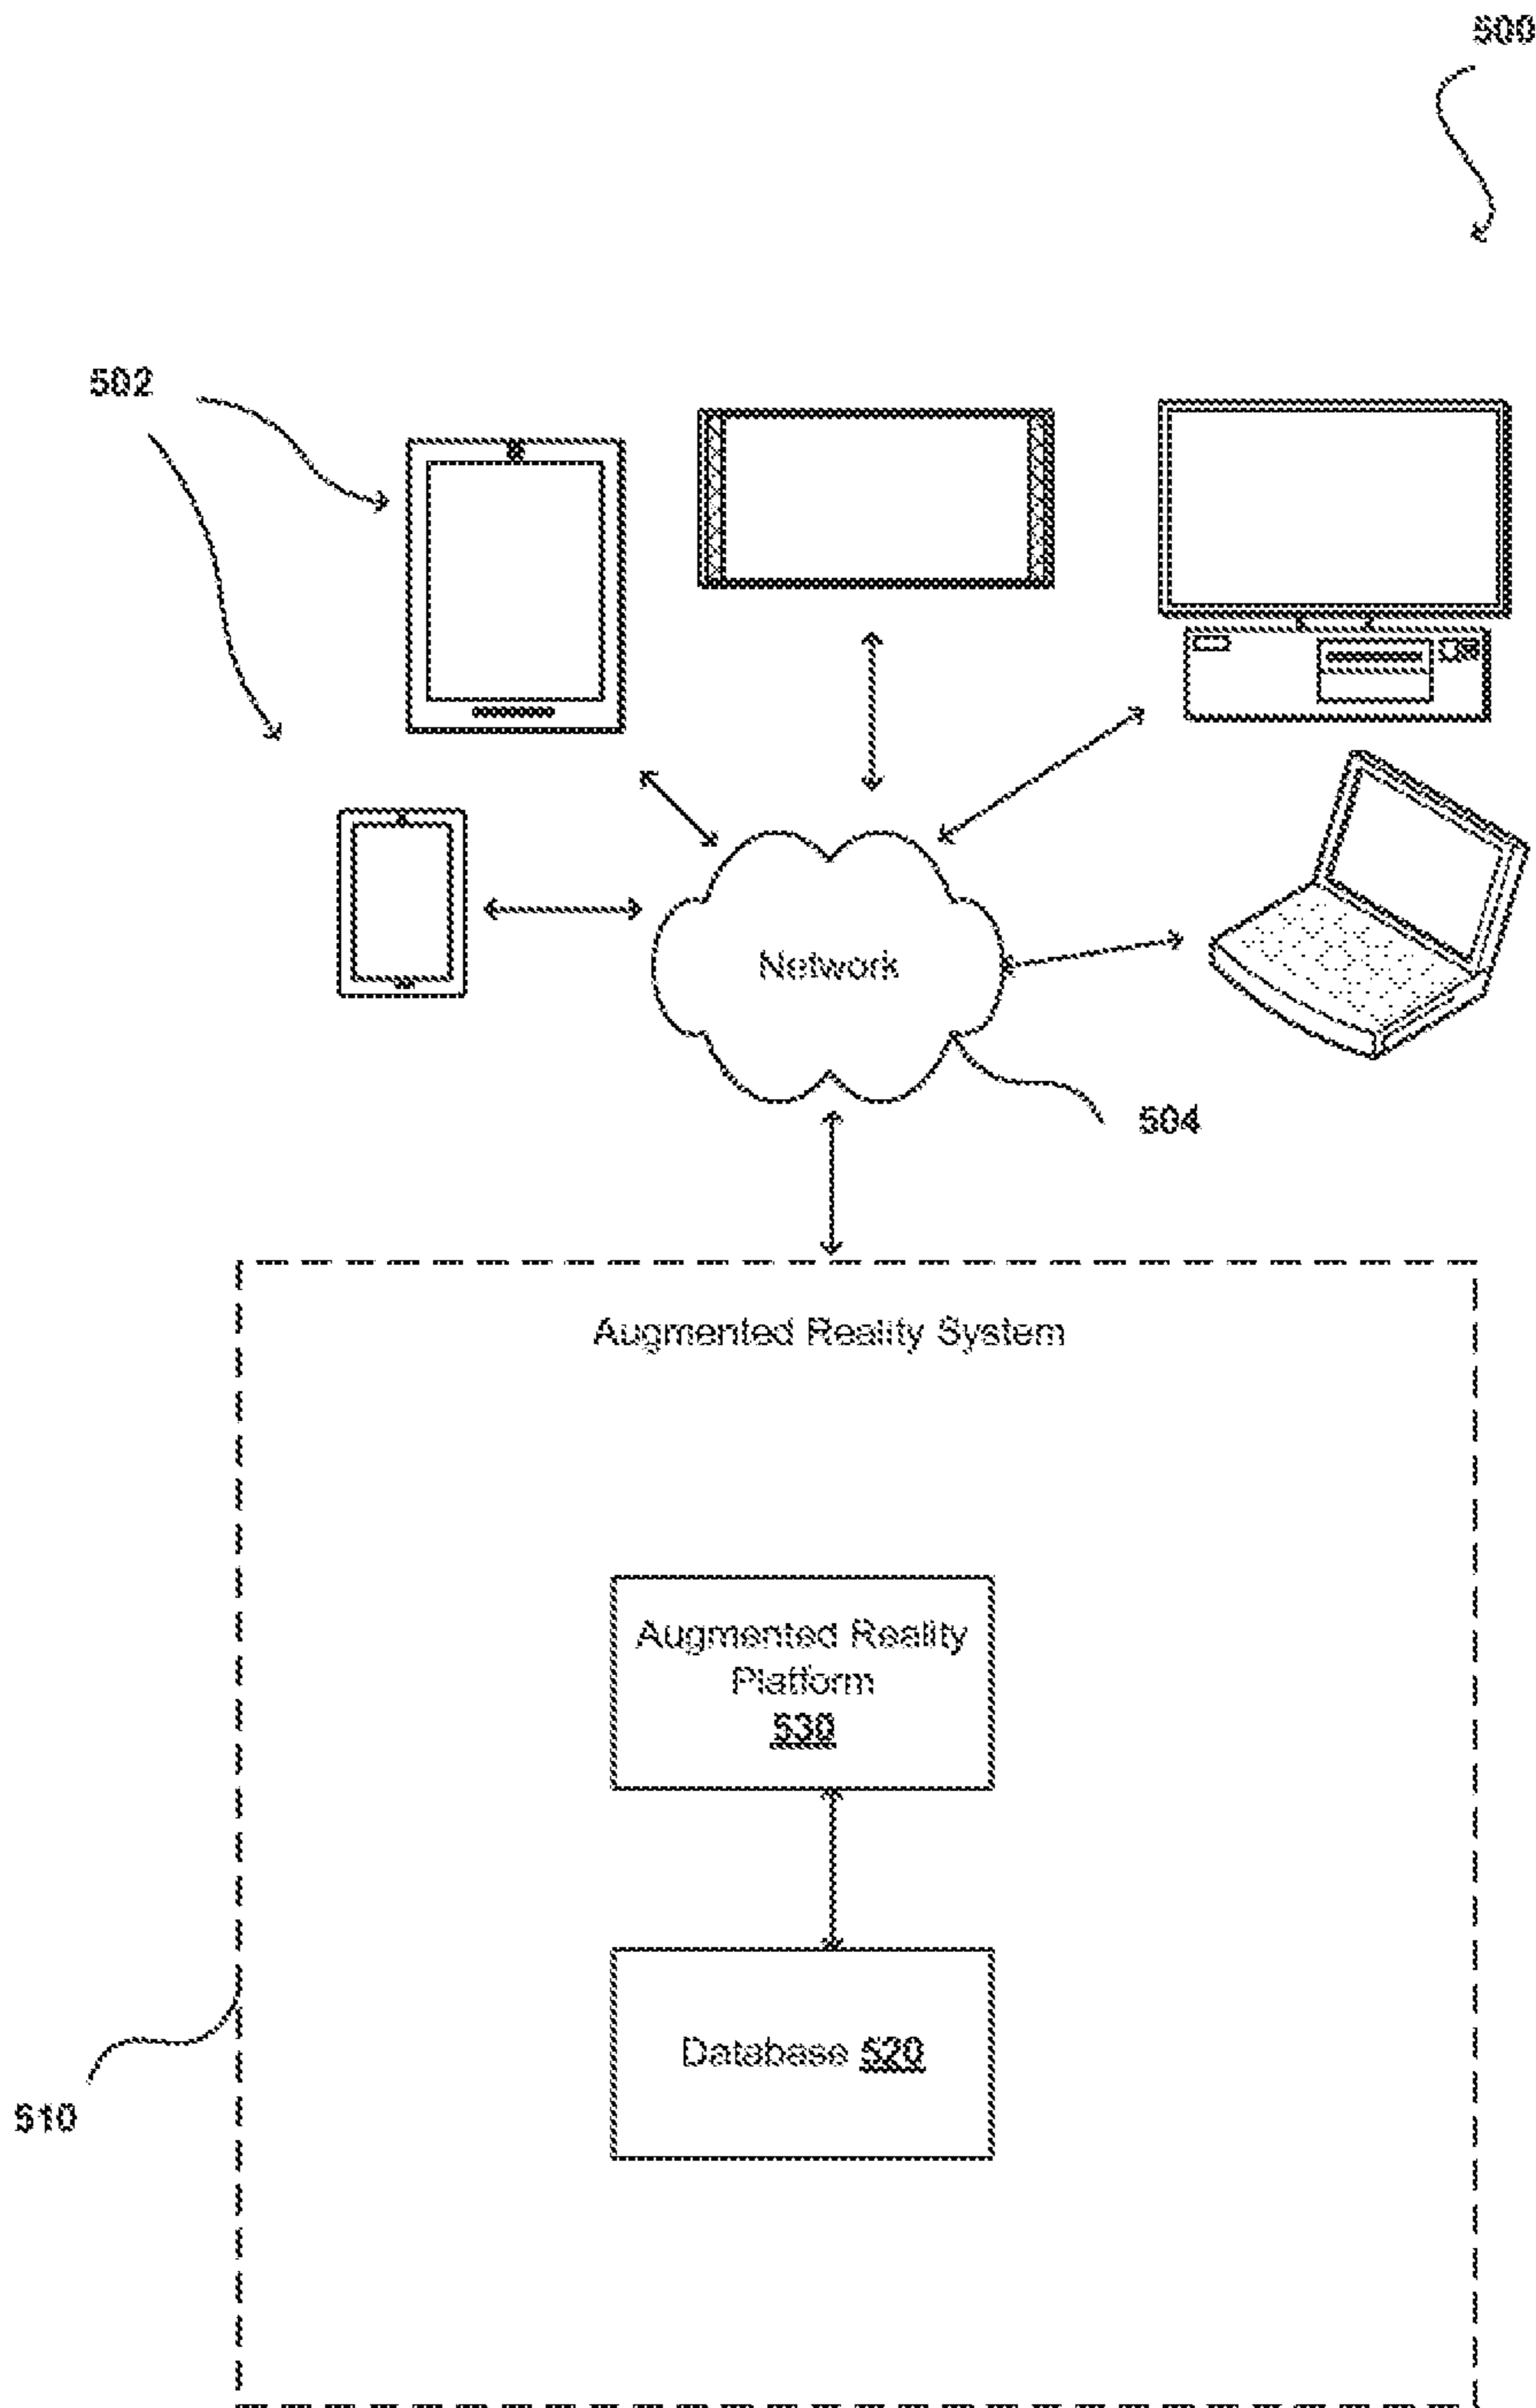 500
502
Network
504
Augmented Reality System
Augmented Reality
Platform
530
Database 520
510